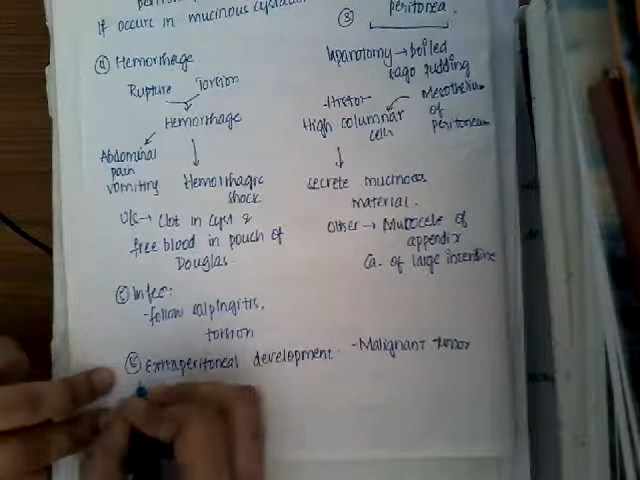 If occur in mucinous
③
peritonea.
④ Hemorrhage
Rupture Torsion
Hemorrhage
Abdominal
pain
vomiting
Hemorrhagic
shock
U/S → Clot in cyst &
free blood in pouch of
Douglas.
⑤ Infec:
-follow salpingitis,
torsion
Extraperitoneal development.
laparotomy → boiled
sago pudding
Mesothelium
of
peritoneum
High columnar
cells
secrete mucinous
material.
Other → Mucocele of
appendix
Ca. of large intestine
-Malignant tumor